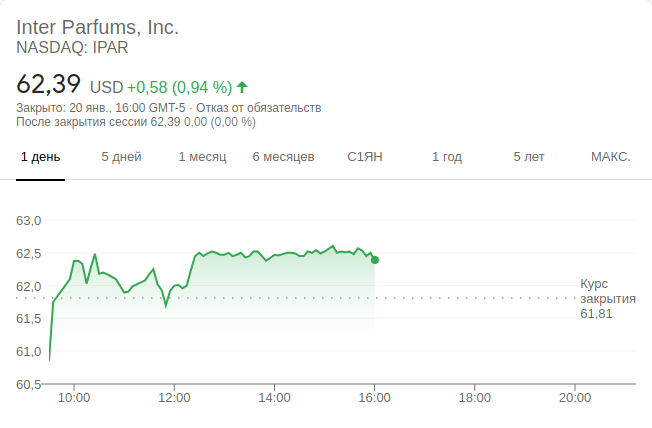 Inter Parfums, Inc.
NASDAQ: IPAR
62,39 USD +0,58 (0,94 %)
Закрыто: 20 янв., 16:00 GMT-5 · Отказ от обязательств
После закрытия сессии 62,39 0,00 (0,00 %)
1 день 5 дней 1 месяц 6 месяцев С1ЯН 1 год 5 лет МАКС.
63,0
62,5
62,0
Курс
закрытия
61,81
61,5
61,0
60,5
10:00 12:00 14:00 16:00 18:00 20:00